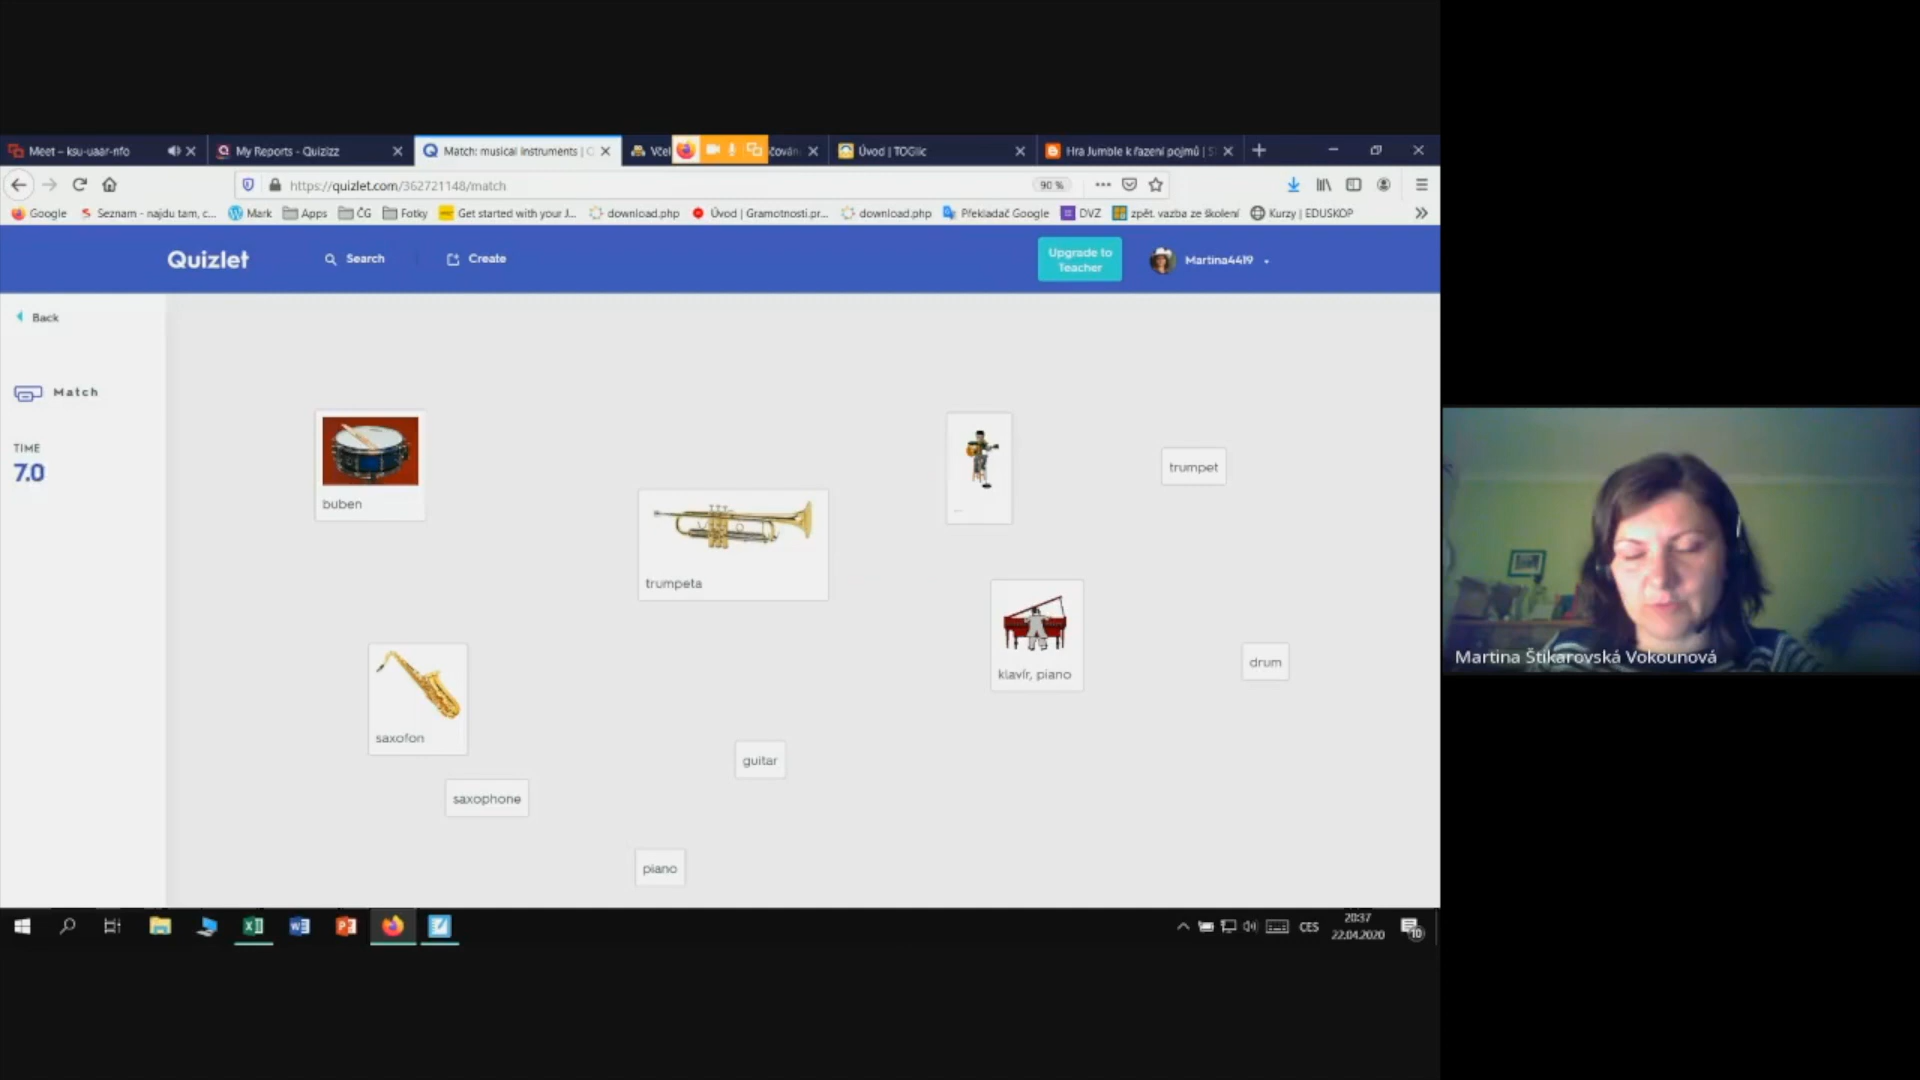 Meet – ksu-uaar-nfo
My Reports - Quizizz
Match: musical instruments |
Včel
Úvod | TOGlic
Hra Jumble k řazení pojmů |
https://quizlet.com/362721148/match
90 %
Google
Seznam - najdu tam, c...
Mark
Apps
ČG
Fotky
Get started with your J...
download.php
Úvod | Gramotnosti.pr...
download.php
Překladač Google
DVZ
zpět. vazba ze školení
Kurzy | EDUSKOP
Quizlet
Search
Create
Upgrade to
Teacher
Martina4419
Back
Match
TIME
7.0
buben
trumpeta
trumpet
klavír, piano
drum
saxofon
guitar
saxophone
piano
Martina Štikarovská Vokounová
CES
20:37
22.04.2020
10